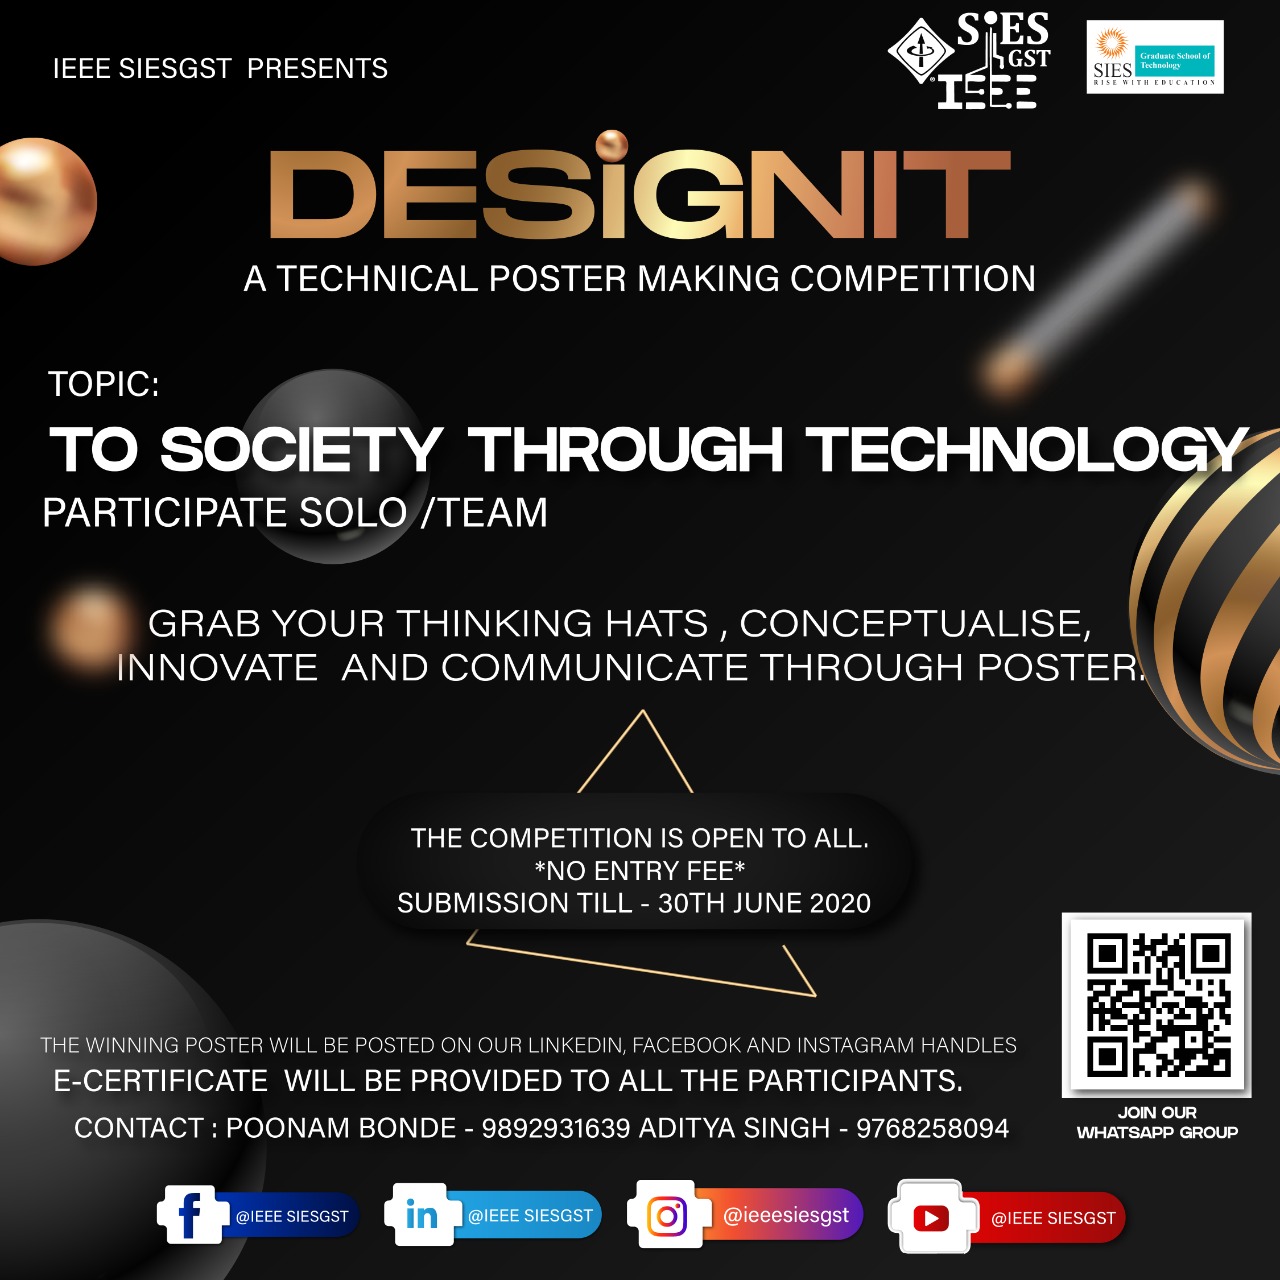 IEEE SIESGST  PRESENTS
SiES
GST
IEEE
SIES
Graduate School of
Technology
RISE WITH EDUCATION
DESiGNIT
A TECHNICAL POSTER MAKING COMPETITION
TOPIC:
TO SOCIETY THROUGH TECHNOLOGY
PARTICIPATE SOLO /TEAM
GRAB YOUR THINKING HATS , CONCEPTUALISE,
INNOVATE  AND COMMUNICATE THROUGH POSTER.
THE COMPETITION IS OPEN TO ALL.
*NO ENTRY FEE*
SUBMISSION TILL - 30TH JUNE 2020
THE WINNING POSTER WILL BE POSTED ON OUR LINKEDIN, FACEBOOK AND INSTAGRAM HANDLES
E-CERTIFICATE  WILL BE PROVIDED TO ALL THE PARTICIPANTS.
CONTACT : POONAM BONDE - 9892931639 ADITYA SINGH - 9768258094
JOIN OUR
WHATSAPP GROUP
@IEEE SIESGST
@IEEE SIESGST
@ieeesiesgst
@IEEE SIESGST